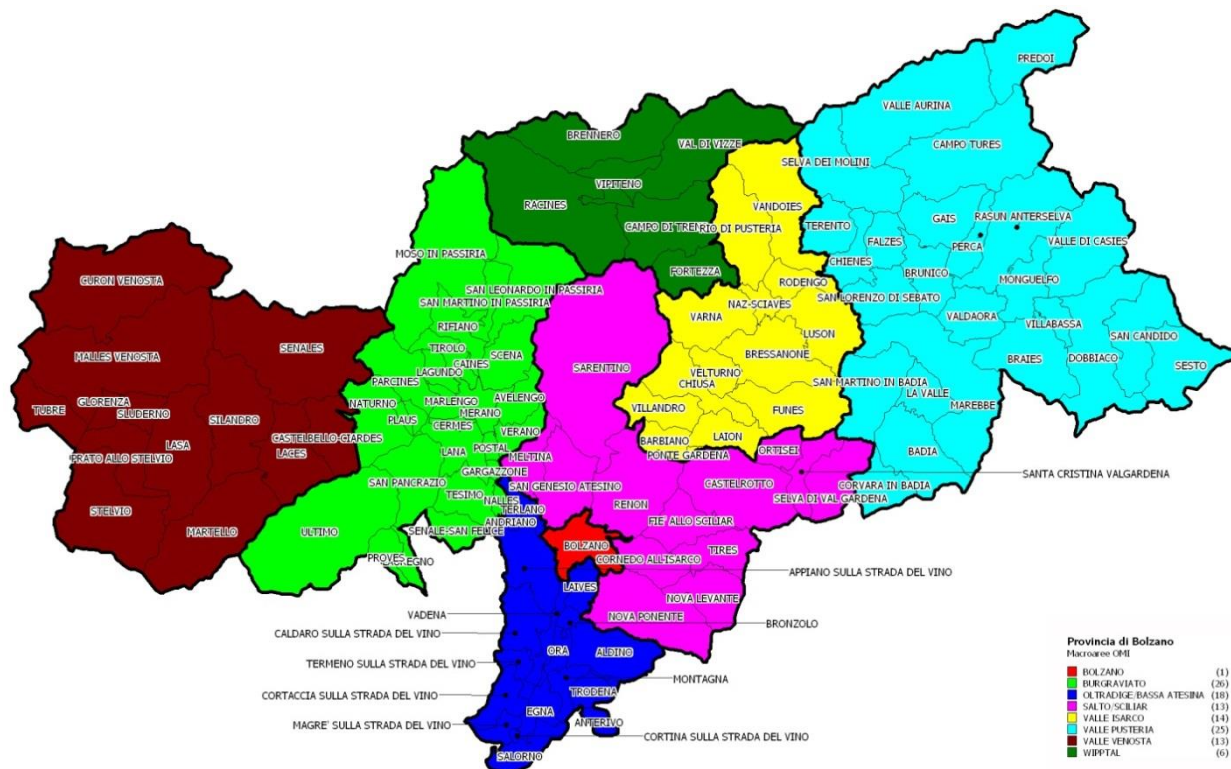 PREDOI
VALLE AURINA
BRENNERO
VAL DI VIZZE
CAMPO TURES
SELVA DEI MOLINI
VIPITENO
RACINES
VANDOIES
CAMPO DI TREN
RIO DI PUSTERIA
TERENTO
GAIS
RASUN ANTERSELVA
FALZES
PERCA
VALLE DI CASIES
MOSO IN PASSIRIA
CHIENES
FORTEZZA
BRUNICO
MONGUELFO
CURON VENOSTA
SAN LEONARDO IN PASSIRIA
RODENGO
SAN MARTINO IN PASSIRIA
NAZ-SCIAVES
SAN LORENZO DI SEBATO
VARNA
VALDAORA
RIFIANO
VILLABASSA
LUSON
SAN CANDIDO
SENALES
TIROLO
SCENA
BRESSANONE
MALLES VENOSTA
CAINES
BRAIES
DOBBIACO
SARENTINO
LAGUNDO
VELTURNO
SESTO
PARCINES
CHIUSA
SAN MARTINO IN BADIA
LA VALLE
GLORENZA
NATURNO
MARLENGO
AVELENGO
MAREBBE
TUBRE
SLUDERNO
VILLANDRO
FUNES
MERANO
SILANDRO
PLAUS
CERMES
VERANO
LAION
CASTELBELLO-CIARDES
BARBIANO
LASA
POSTAL
ORTISEI
BADIA
LANA
LACES
MELTINA
PONTE GARDENA
PRATO ALLO STELVIO
GARGAZZONE
SANTA CRISTINA VALGARDENA
SAN PANCRAZIO
SAN GENESIO ATESINO
CASTELROTTO
CORVARA IN BADIA
TESIMO
NALLES
RENON
SELVA DI VAL GARDENA
STELVIO
TERLANO
ANDRIANO
FIE' ALLO SCILIAR
MARTELLO
ULTIMO
SENALE-SAN FELICE
BOLZANO
TIRES
PROVES
CORNEDO ALL'ISARCO
APPIANO SULLA STRADA DEL VINO
LAIVES
NOVA LEVANTE
VADENA
NOVA PONENTE
BRONZOLO
CALDARO SULLA STRADA DEL VINO
ORA
ALDINO
TERMENO SULLA STRADA DEL VINO
MONTAGNA
CORTACCIA SULLA STRADA DEL VINO
TRODENA
EGNA
MAGRE' SULLA STRADA DEL VINO
ANTERIVO
CORTINA SULLA STRADA DEL VINO
SALORNO
Provincia di Bolzano
Macroaree OMI
BOLZANO (1)
BURGRAVIATO (26)
OLTRADIGE/BASSA ATESINA (18)
SALTO/SCILIAR (13)
VALLE ISARCO (14)
VALLE PUSTERIA (25)
VALLE VENOSTA (13)
WIPPTAL (6)